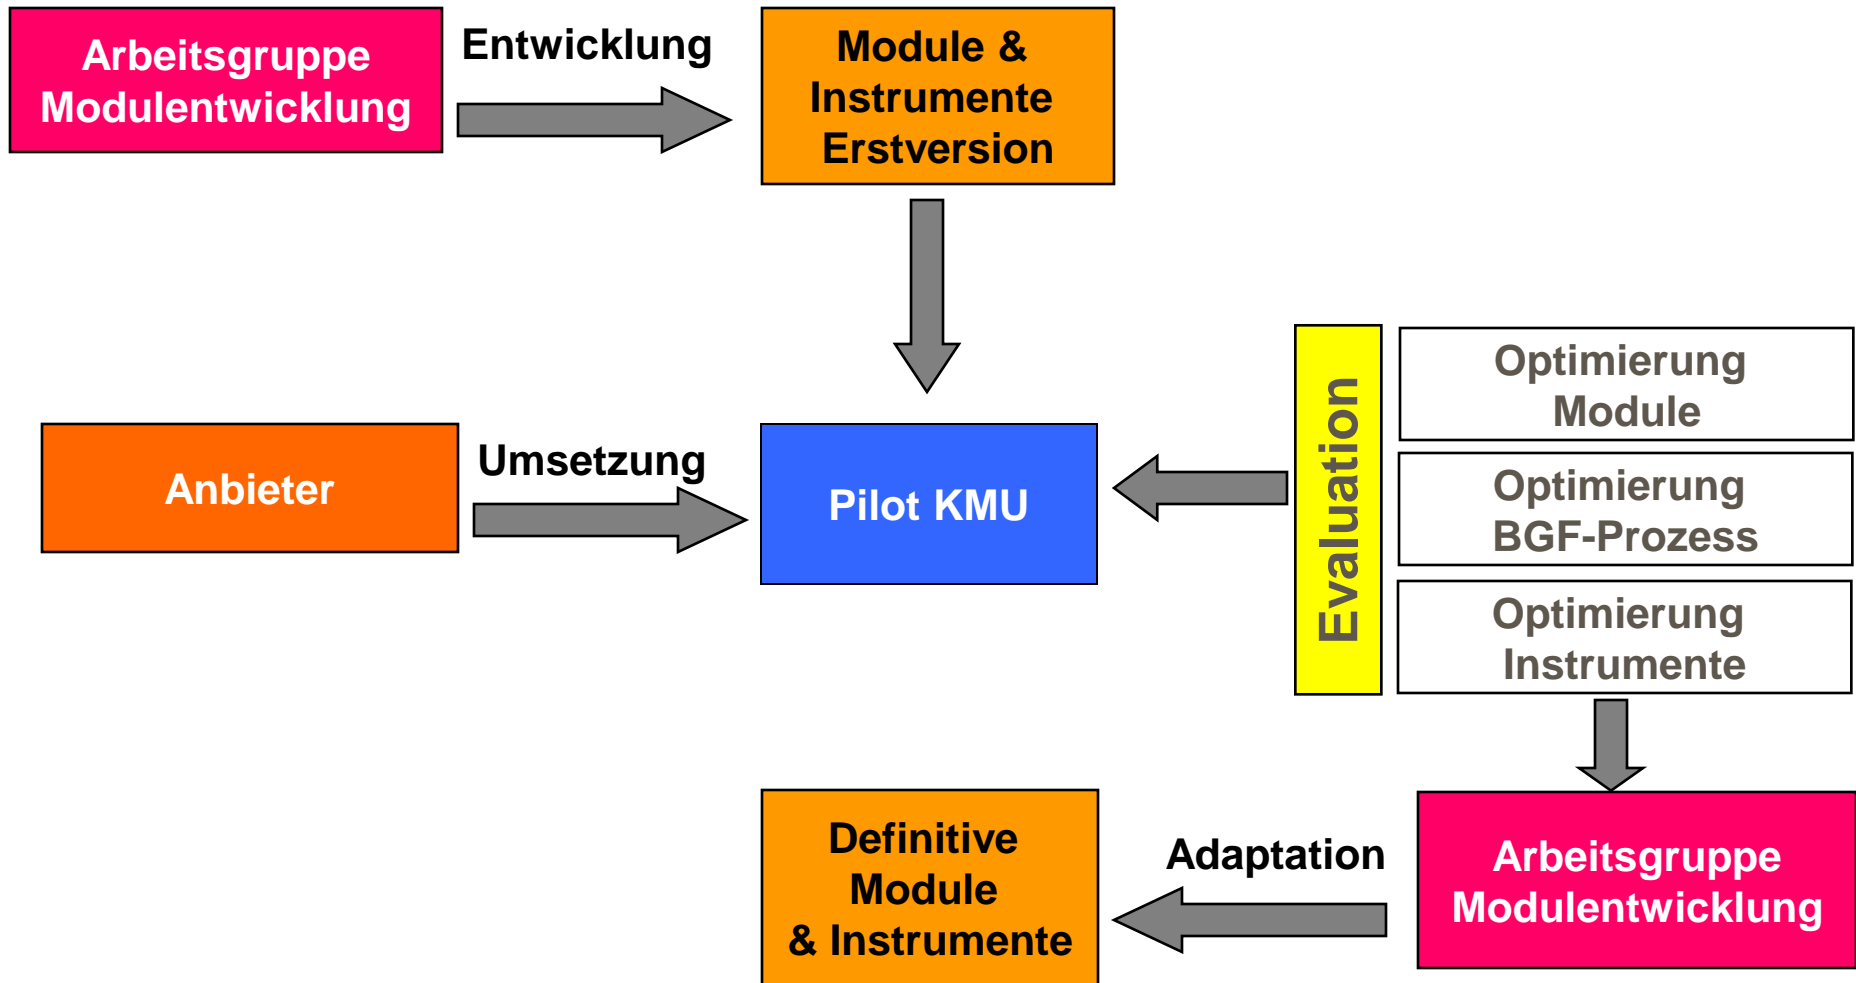 Arbeitsgruppe
Modulentwicklung
Entwicklung
Module &
Instrumente
Erstversion
Anbieter
Umsetzung
Pilot KMU
Evaluation
Optimierung
Module
Optimierung
BGF-Prozess
Optimierung
Instrumente
Definitive
Module
& Instrumente
Adaptation
Arbeitsgruppe
Modulentwicklung